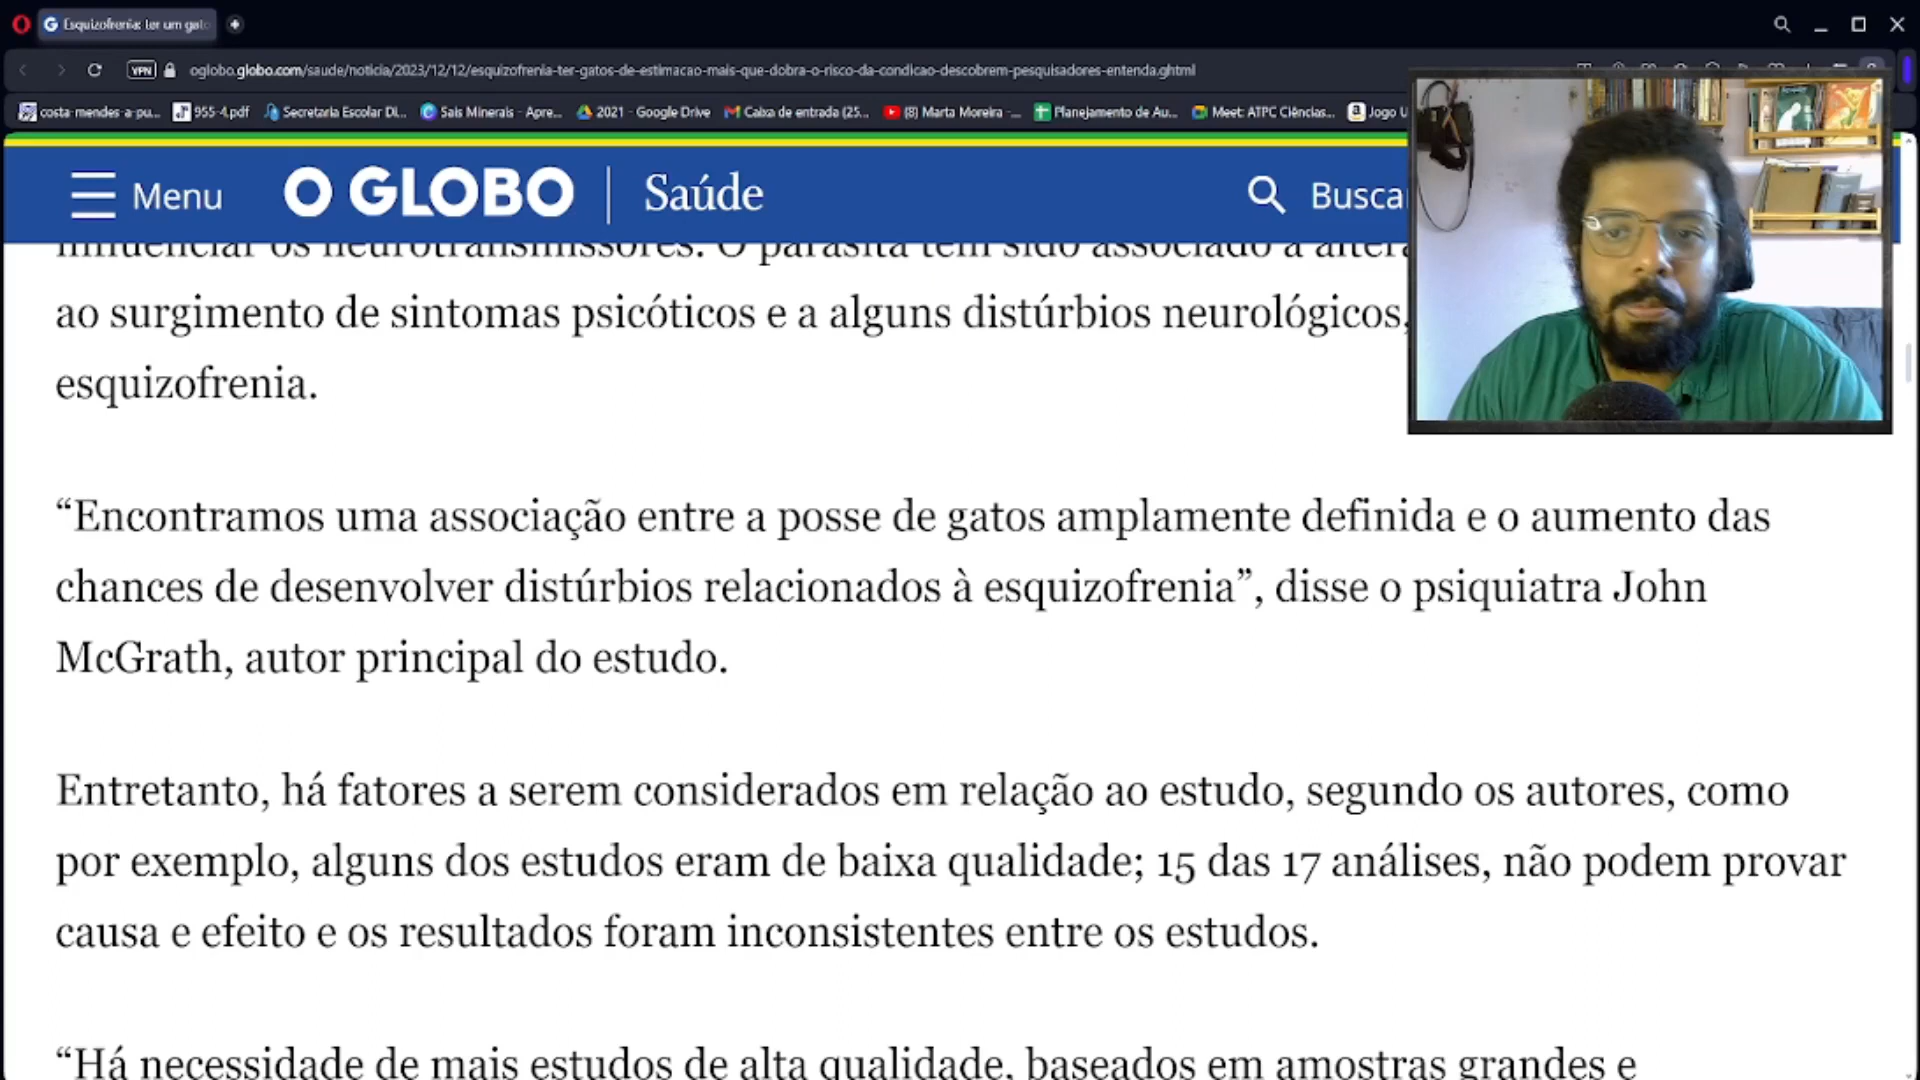 Esquizofrenia: ter um gat
VPN oglobo.globo.com/saude/noticia/2023/12/12/esquizofrenia-ter-gatos-de-estimacao-mais-que-dobra-o-risco-da-condicao-descobrem-pesquisadores-entenda.ghtml
costa-mendes-a-pu... 955-4.pdf Secretaria Escolar Di... Sais Minerais - Apre... 2021 - Google Drive Caixa de entrada (25... (8) Marta Moreira -... Planejamento de Au... Meet: ATPC Ciências... Jogo U
Menu O GLOBO Saúde Busca
influenciar os neurotransmissores. O parasita tem sido associado a altera
ao surgimento de sintomas psicóticos e a alguns distúrbios neurológicos,
esquizofrenia.
“Encontramos uma associação entre a posse de gatos amplamente definida e o aumento das
chances de desenvolver distúrbios relacionados à esquizofrenia”, disse o psiquiatra John
McGrath, autor principal do estudo.
Entretanto, há fatores a serem considerados em relação ao estudo, segundo os autores, como
por exemplo, alguns dos estudos eram de baixa qualidade; 15 das 17 análises, não podem provar
causa e efeito e os resultados foram inconsistentes entre os estudos.
“Há necessidade de mais estudos de alta qualidade, baseados em amostras grandes e